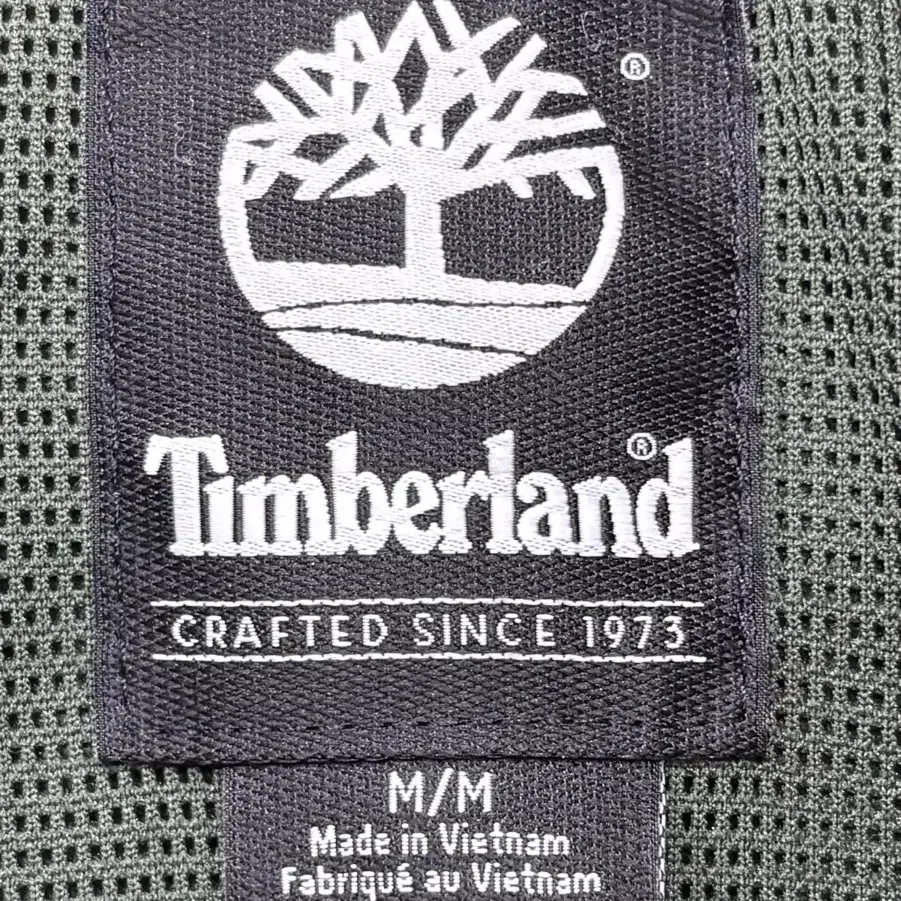 ®
Timberland®
CRAFTED SINCE 1973
M/M
Made in Vietnam
Fabriqué au Vietnam